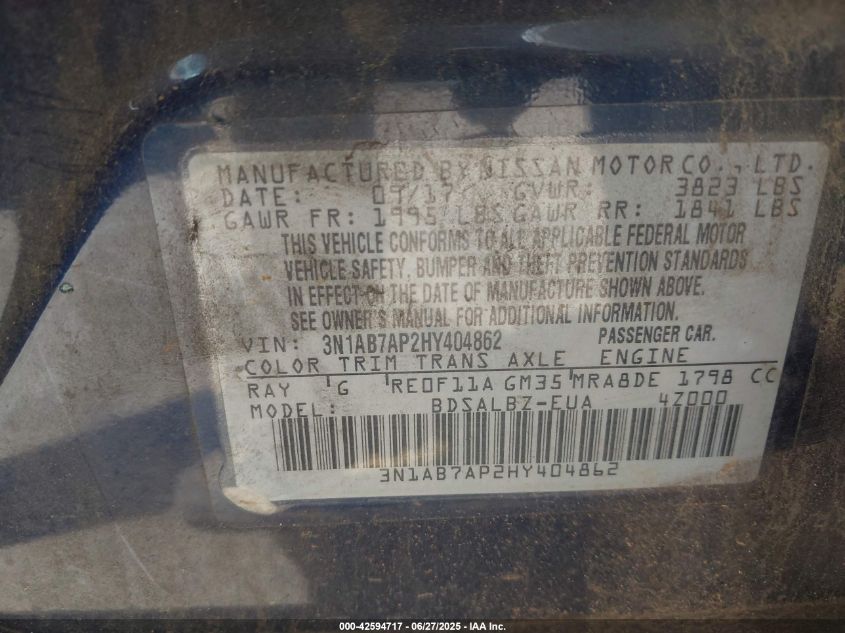 MANUFACTURED BY NISSAN MOTOR CO., LTD.
DATE: 09/17 GVWR: 3823 LBS
GAWR FR: 1995 LBS GAWR RR: 1841 LBS
THIS VEHICLE CONFORMS TO ALL APPLICABLE FEDERAL MOTOR
VEHICLE SAFETY, BUMPER AND THEFT PREVENTION STANDARDS
IN EFFECT ON THE DATE OF MANUFACTURE SHOWN ABOVE.
SEE OWNER'S MANUAL FOR ADDITIONAL INFORMATION.
VIN: 3N1AB7AP2HY404862 PASSENGER CAR.
COLOR TRIM TRANS AXLE ENGINE
RAY G RE0F11A GM35 MRA8DE 1798 CC
MODEL: BDSALBZ-EUA 4Z000
3N1AB7AP2HY404862
000-42594717 - 06/27/2025 - IAA Inc.